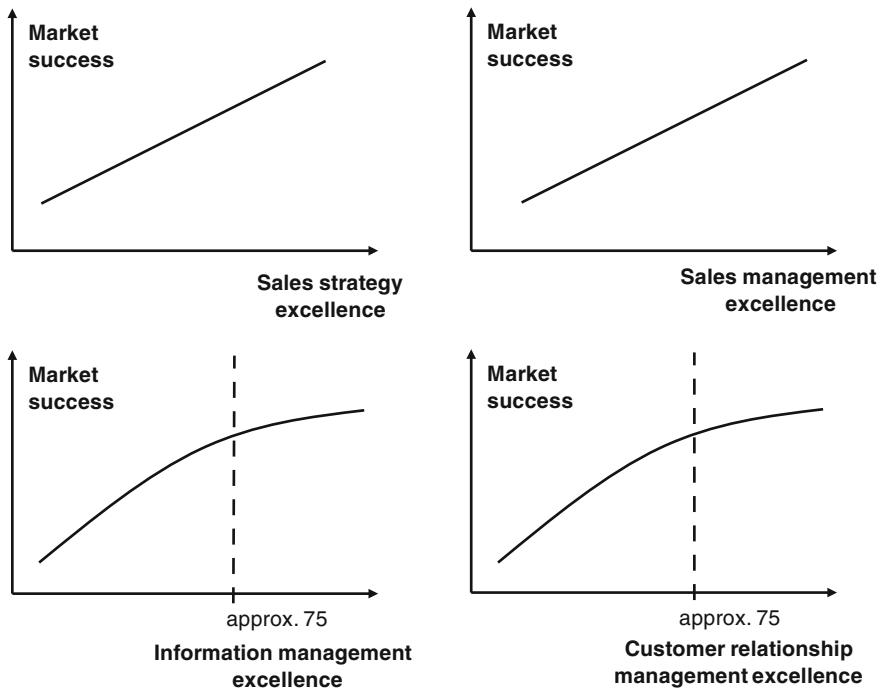 Market
success
Sales strategy
excellence
Market
success
Sales management
excellence
Market
success
approx. 75
Information management
excellence
Market
success
approx. 75
Customer relationship
management excellence